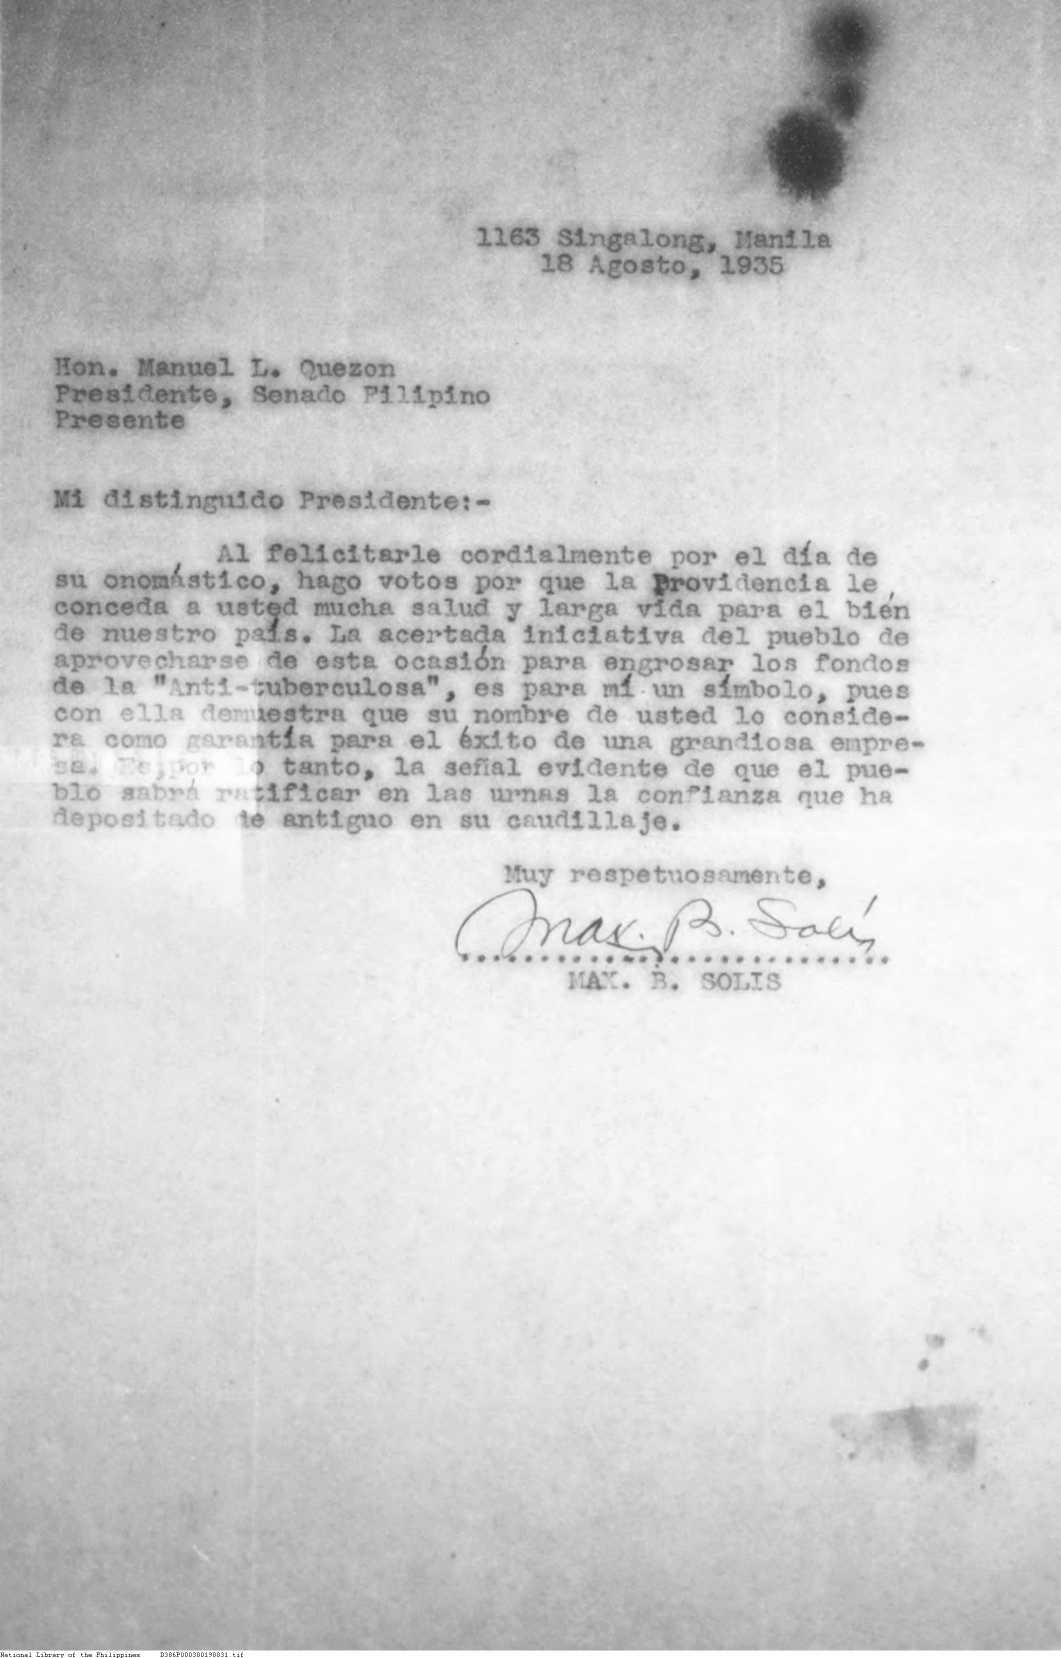 1163 Singalong, Manila
18 Agosto, 1935
Hon. Manuel L. Quezon
Presidente, Senado Filipino
Presente
Mi distinguido Presidente:-
Al felicitarle cordialmente por el día de
su onomástico, hago votos por que la Providencia le
conceda a usted mucha salud y larga vida para el bién
de nuestro país. La acertada iniciativa del pueblo de
aprovecharse de esta ocasión para engrosar los fondos
de la "Anti-tuberculosa", es para mí un símbolo, pues
con ella demuestra que su nombre de usted lo conside-
ra como garantía para el éxito de una grandiosa empre-
sa. Es,por lo tanto, la señal evidente de que el pue-
blo sabrá ratificar en las urnas la confianza que ha
depositado de antiguo en su caudillaje.
Muy respetuosamente,
Max. B. Solís
..............................
MAX. B. SOLIS
National Library of the Philippines D386P000300190031.tif